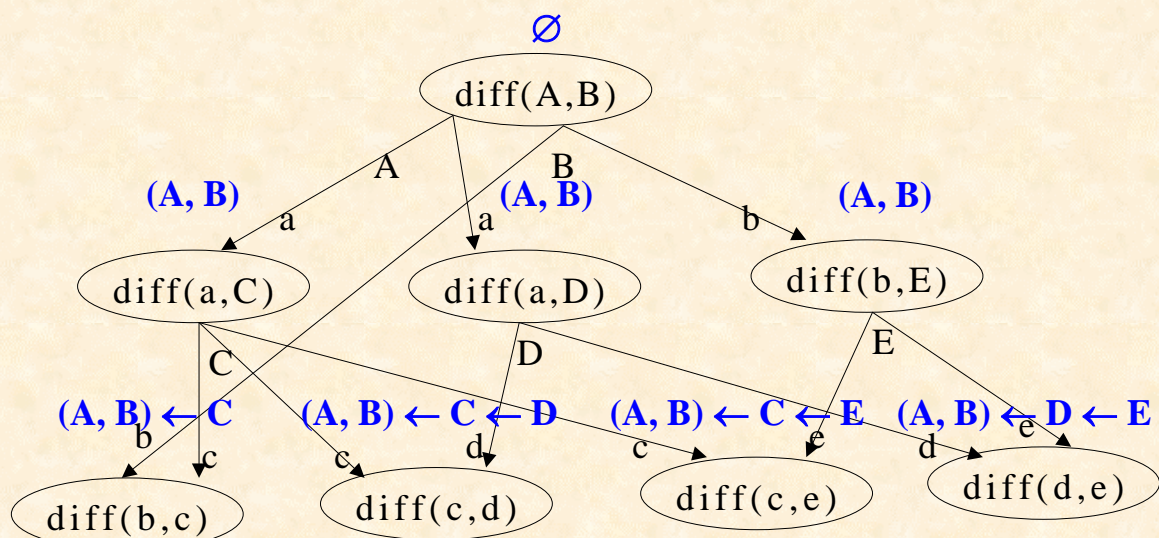 ∅
diff(A,B)
A B
(A, B) (A, B) (A, B)
a a b
diff(a,C) diff(a,D) diff(b,E)
C D E
(A, B) ← C (A, B) ← C ← D (A, B) ← C ← E (A, B) ← D ← E
b c c d c e d e
diff(b,c) diff(c,d) diff(c,e) diff(d,e)